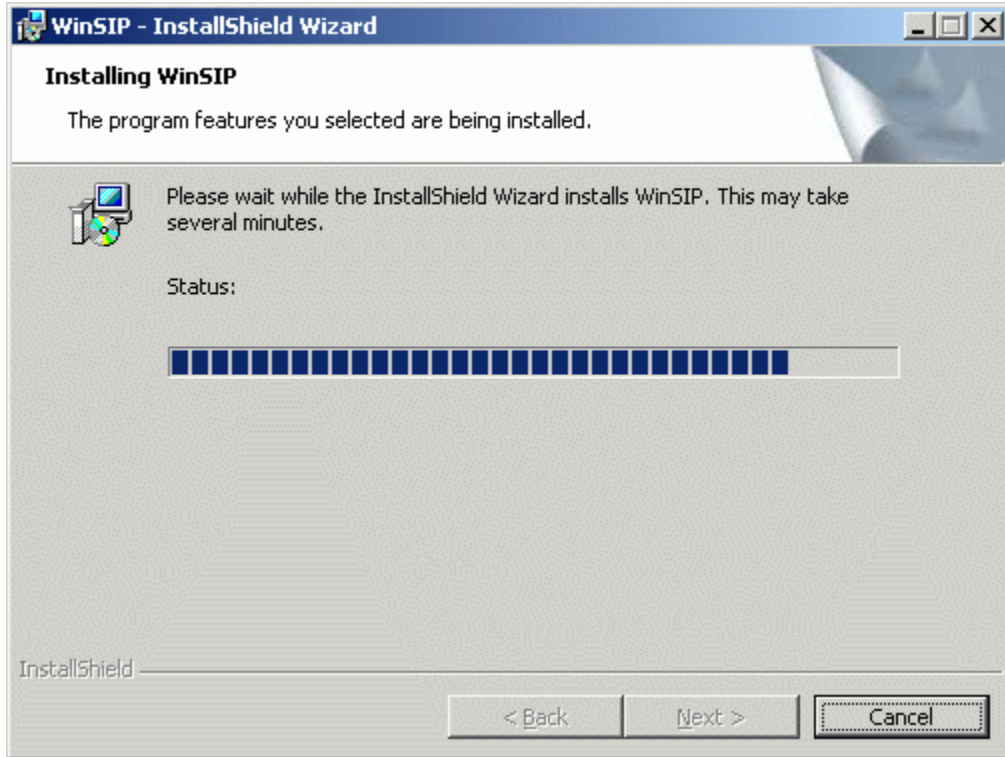 WinSIP - InstallShield Wizard
Installing WinSIP
The program features you selected are being installed.
Please wait while the InstallShield Wizard installs WinSIP. This may take
several minutes.
Status:
InstallShield
< Back
Next >
Cancel